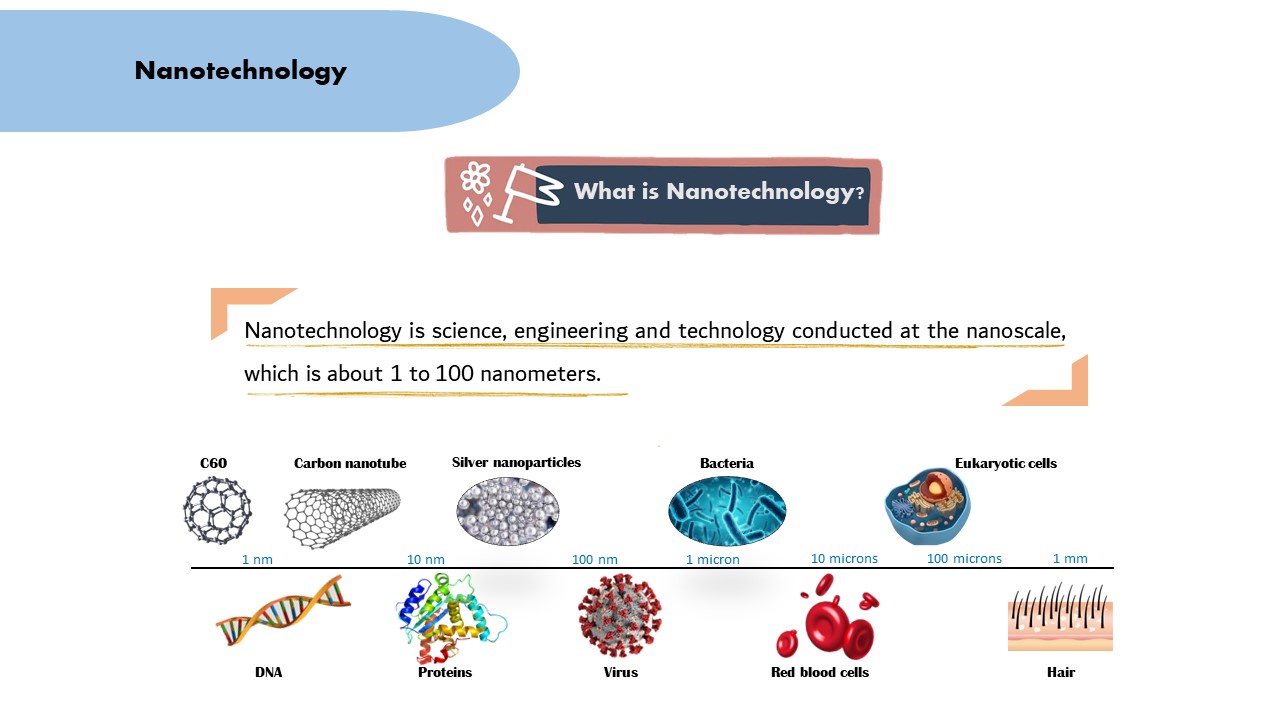 Nanotechnology
What is Nanotechnology?
Nanotechnology is science, engineering and technology conducted at the nanoscale,
which is about 1 to 100 nanometers.
C60 Carbon nanotube Silver nanoparticles Bacteria Eukaryotic cells
1 nm 10 nm 100 nm 1 micron 10 microns 100 microns 1 mm
DNA Proteins Virus Red blood cells Hair